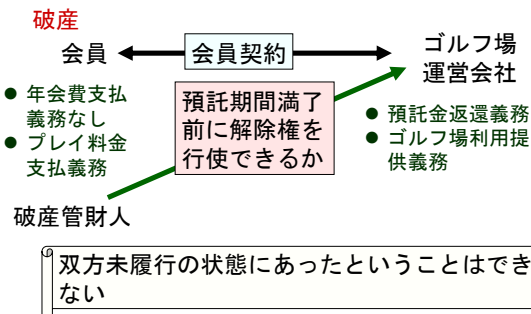 破産
会員
会員契約
ゴルフ場
運営会社
● 年会費支払
義務なし
● プレイ料金
支払義務
預託期間満了
前に解除権を
行使できるか
● 預託金返還義務
● ゴルフ場利用提
供義務
破産管財人
双方未履行の状態にあったということはでき
ない